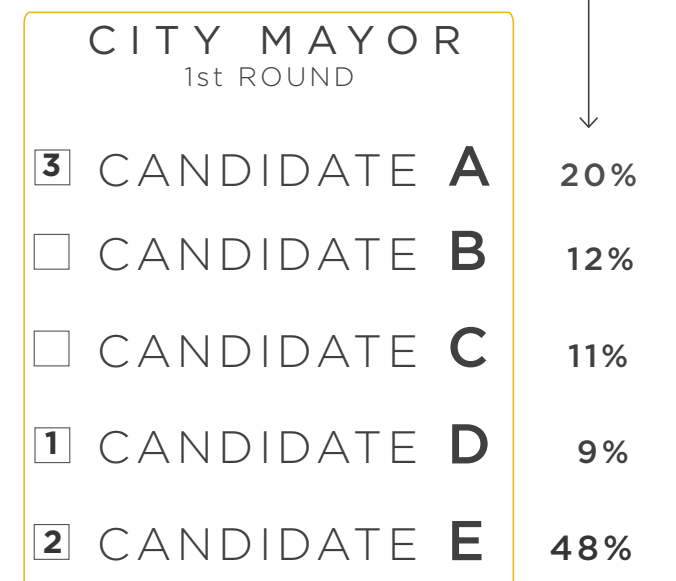 CITY MAYOR
1st ROUND
3 CANDIDATE A 20%
CANDIDATE B 12%
CANDIDATE C 11%
1 CANDIDATE D 9%
2 CANDIDATE E 48%